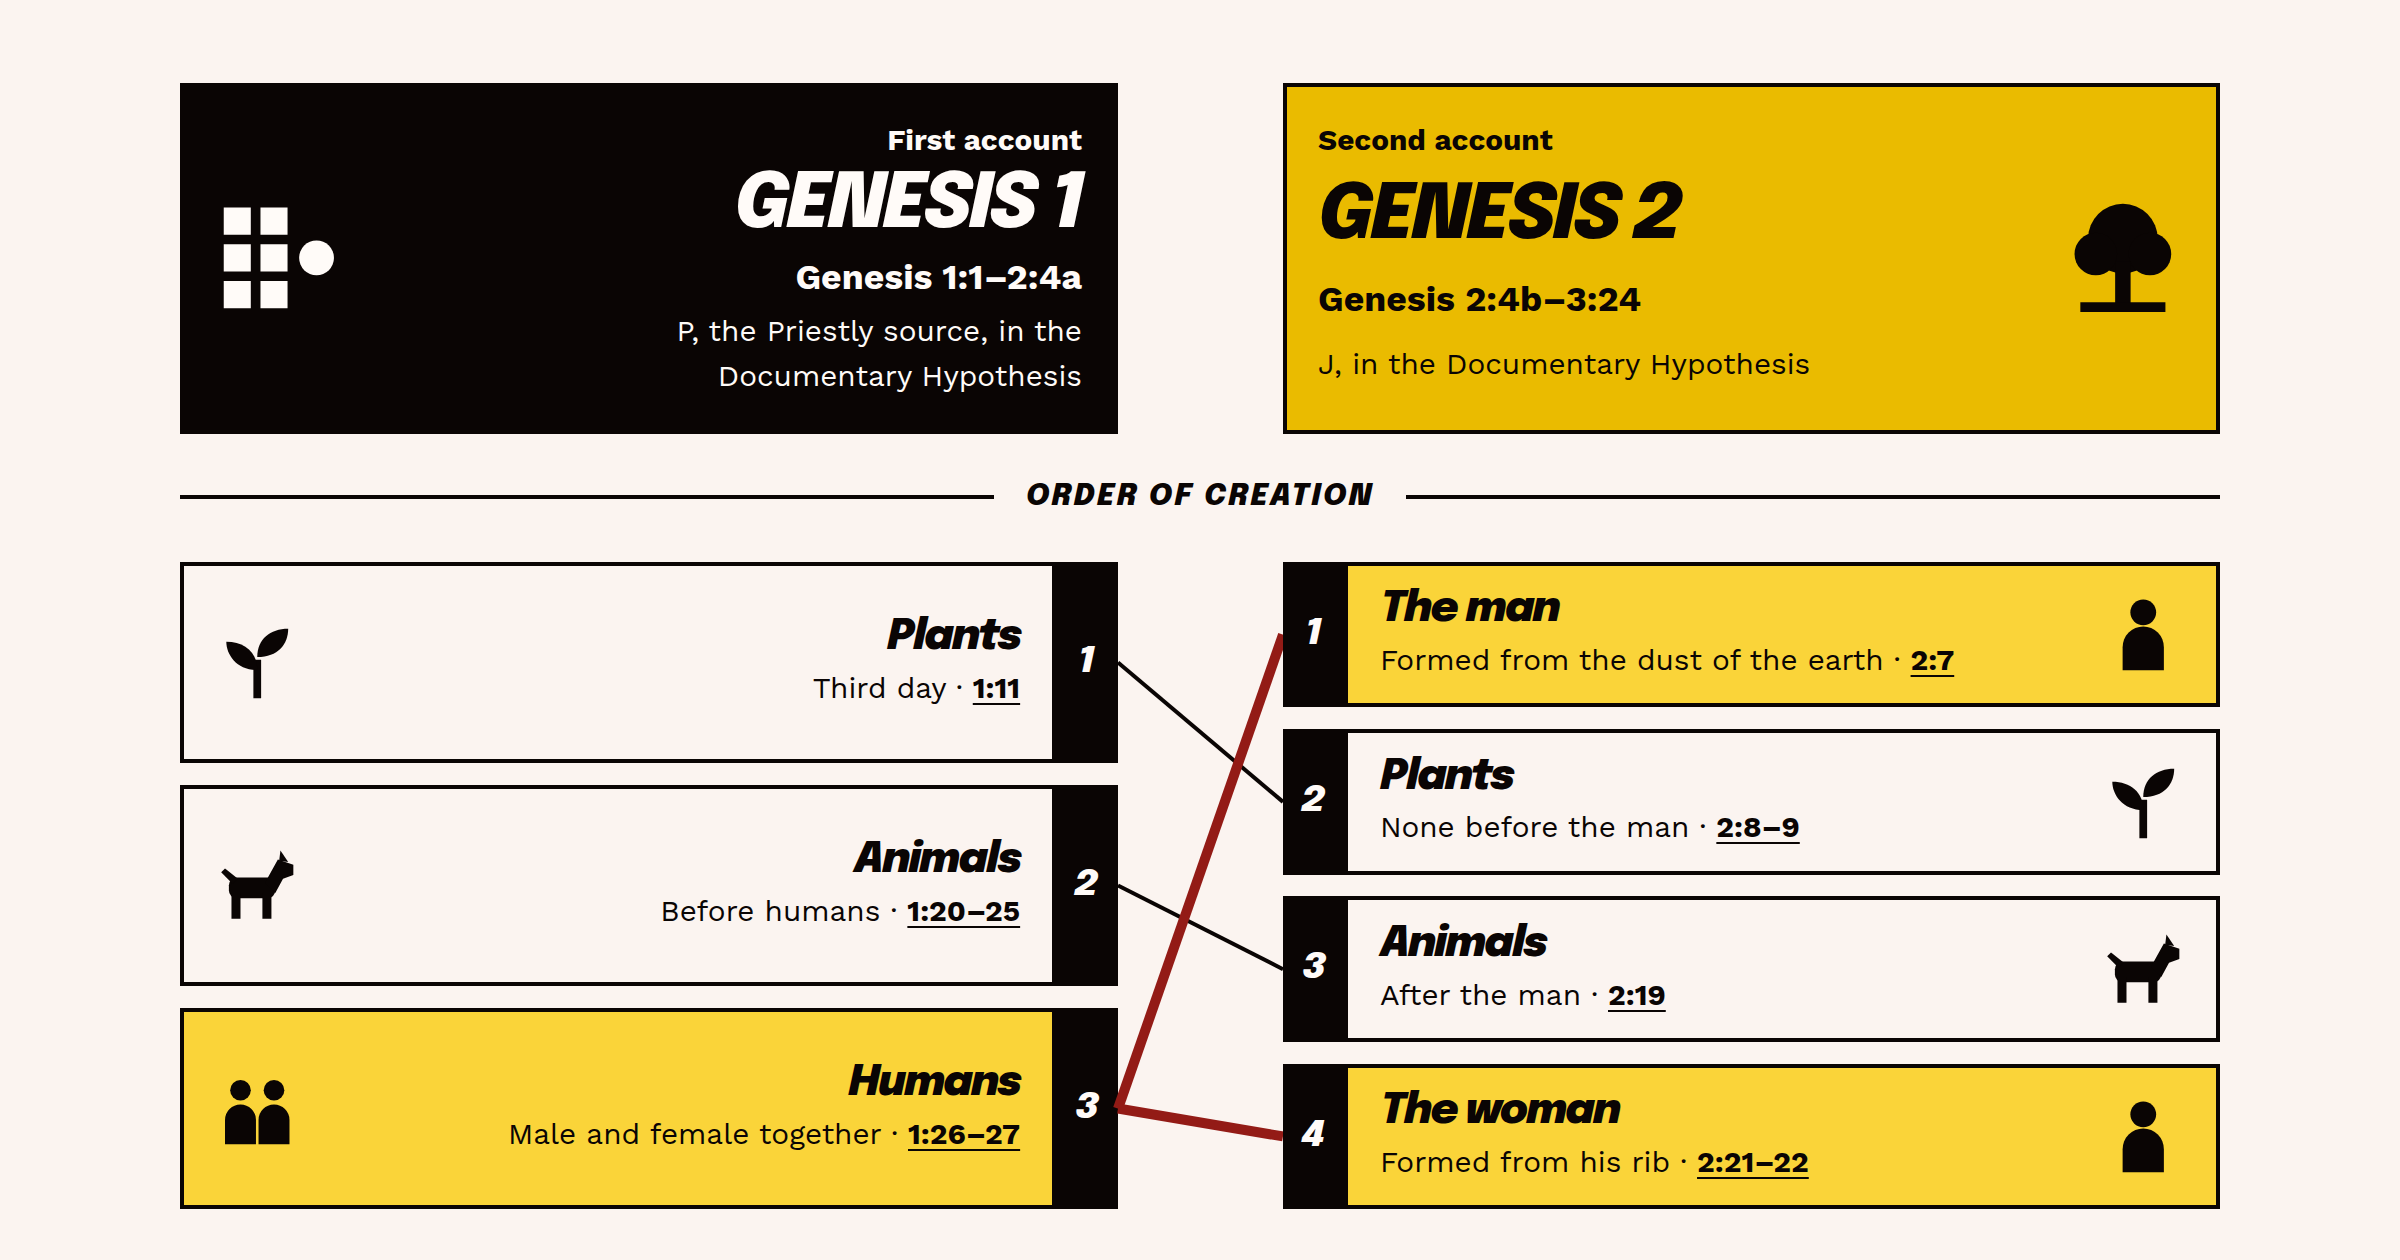 First account
GENESIS 1
Genesis 1:1–2:4a
P, the Priestly source, in the
Documentary Hypothesis
Second account
GENESIS 2
Genesis 2:4b–3:24
J, in the Documentary Hypothesis
ORDER OF CREATION
Plants
Third day · 1:11
1
Animals
Before humans · 1:20–25
2
Humans
Male and female together · 1:26–27
3
1
The man
Formed from the dust of the earth · 2:7
2
Plants
None before the man · 2:8–9
3
Animals
After the man · 2:19
4
The woman
Formed from his rib · 2:21–22